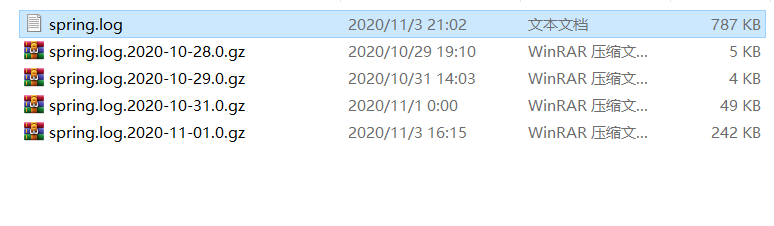 spring.log 2020/11/3 21:02 文本文档 787 KB
spring.log.2020-10-28.0.gz 2020/10/29 19:10 WinRAR 压缩文... 5 KB
spring.log.2020-10-29.0.gz 2020/10/31 14:03 WinRAR 压缩文... 4 KB
spring.log.2020-10-31.0.gz 2020/11/1 0:00 WinRAR 压缩文... 49 KB
spring.log.2020-11-01.0.gz 2020/11/3 16:15 WinRAR 压缩文... 242 KB